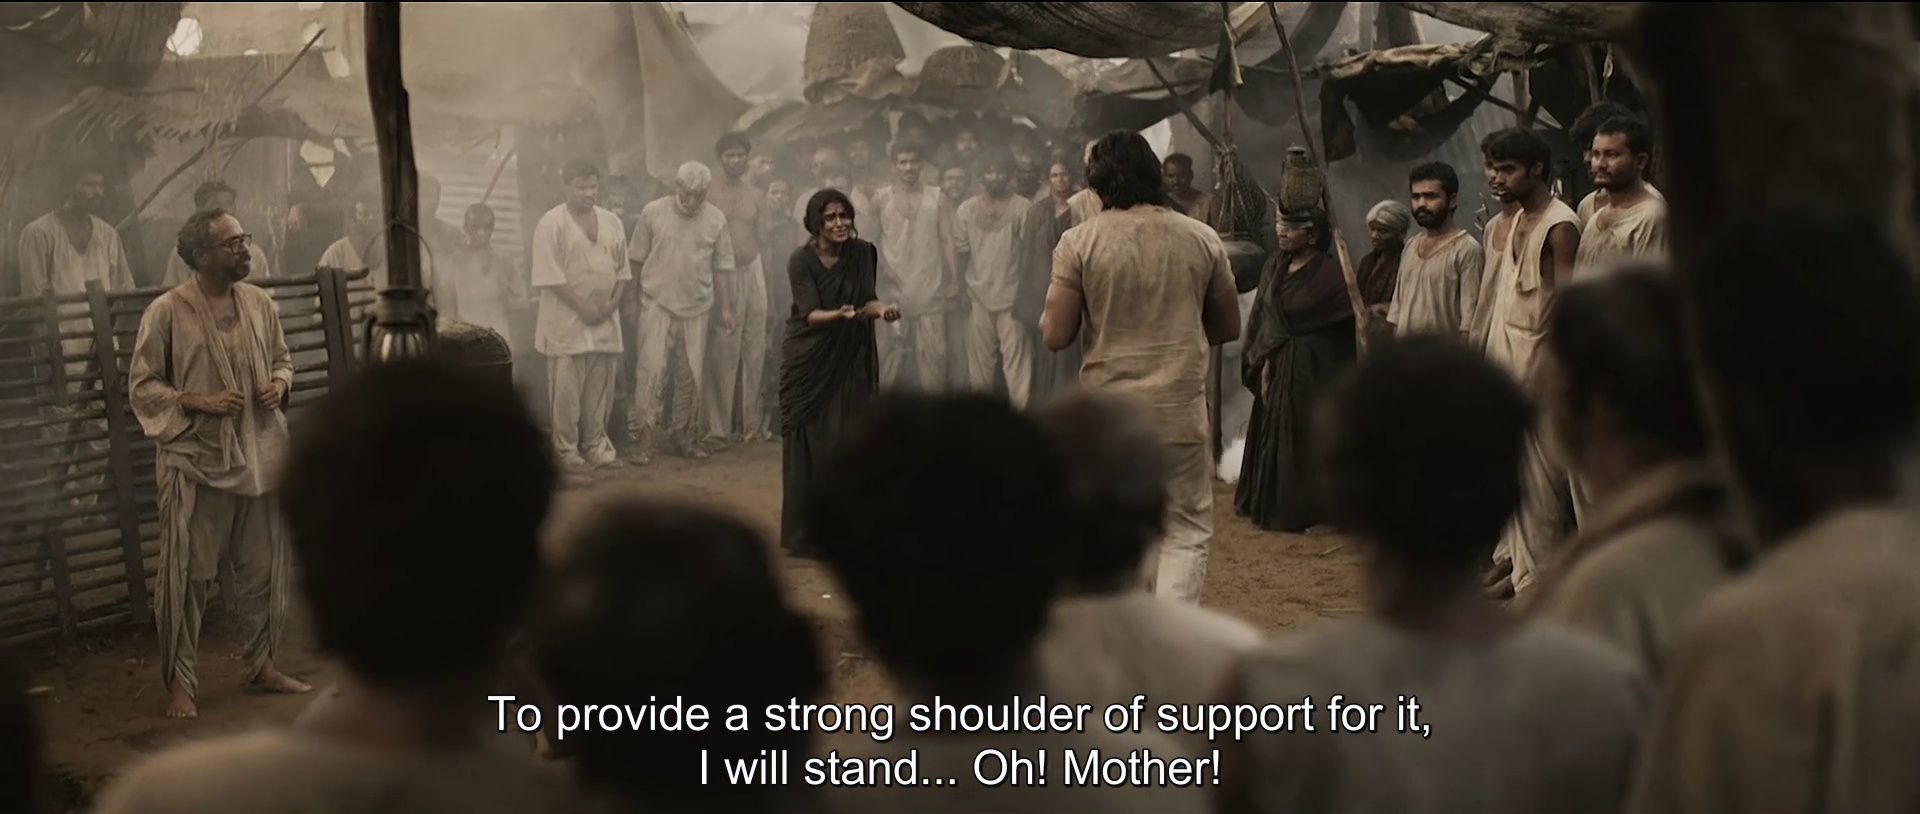 To provide a strong shoulder of support for it,
I will stand... Oh! Mother!